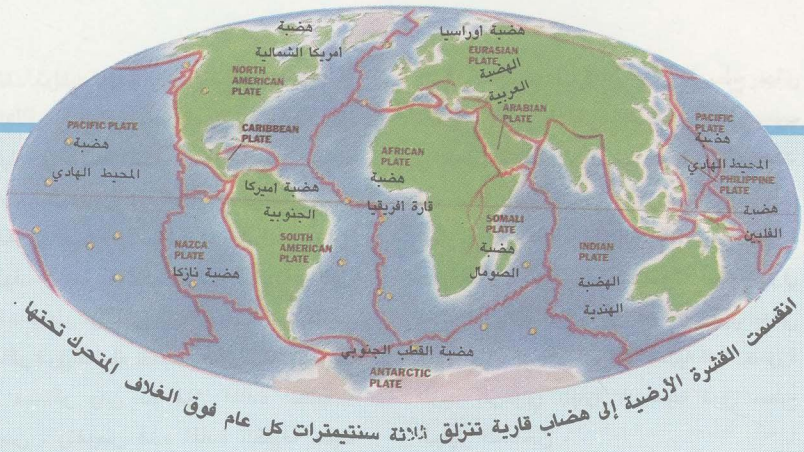 هضبة
امريكا الشمالية
NORTH
AMERICAN
PLATE
هضبة اوراسيا
EURASIAN
PLATE
الهضبة
العربية
ARABIAN
PLATE
PACIFIC PLATE
هضبة
المحيط الهادي
CARIBBEAN
PLATE
AFRICAN
PLATE
هضبة
قارة افريقيا
PACIFIC
PLATE
هضبة
المحيط الهادي
PHILIPPINE
PLATE
هضبة
الفلبين
هضبة اميركا
الجنوبية
SOUTH
AMERICAN
PLATE
NAZCA
PLATE
هضبة نازكا
SOMALI
PLATE
هضبة
الصومال
INDIAN
PLATE
الهضبة
الهندية
هضبة القطب الجنوبي
ANTARCTIC
PLATE
انقسمت القشرة الأرضية إلى هضاب قارية تنزلق ثلاثة سنتيمترات كل عام فوق الغلاف المتحرك تحتها .